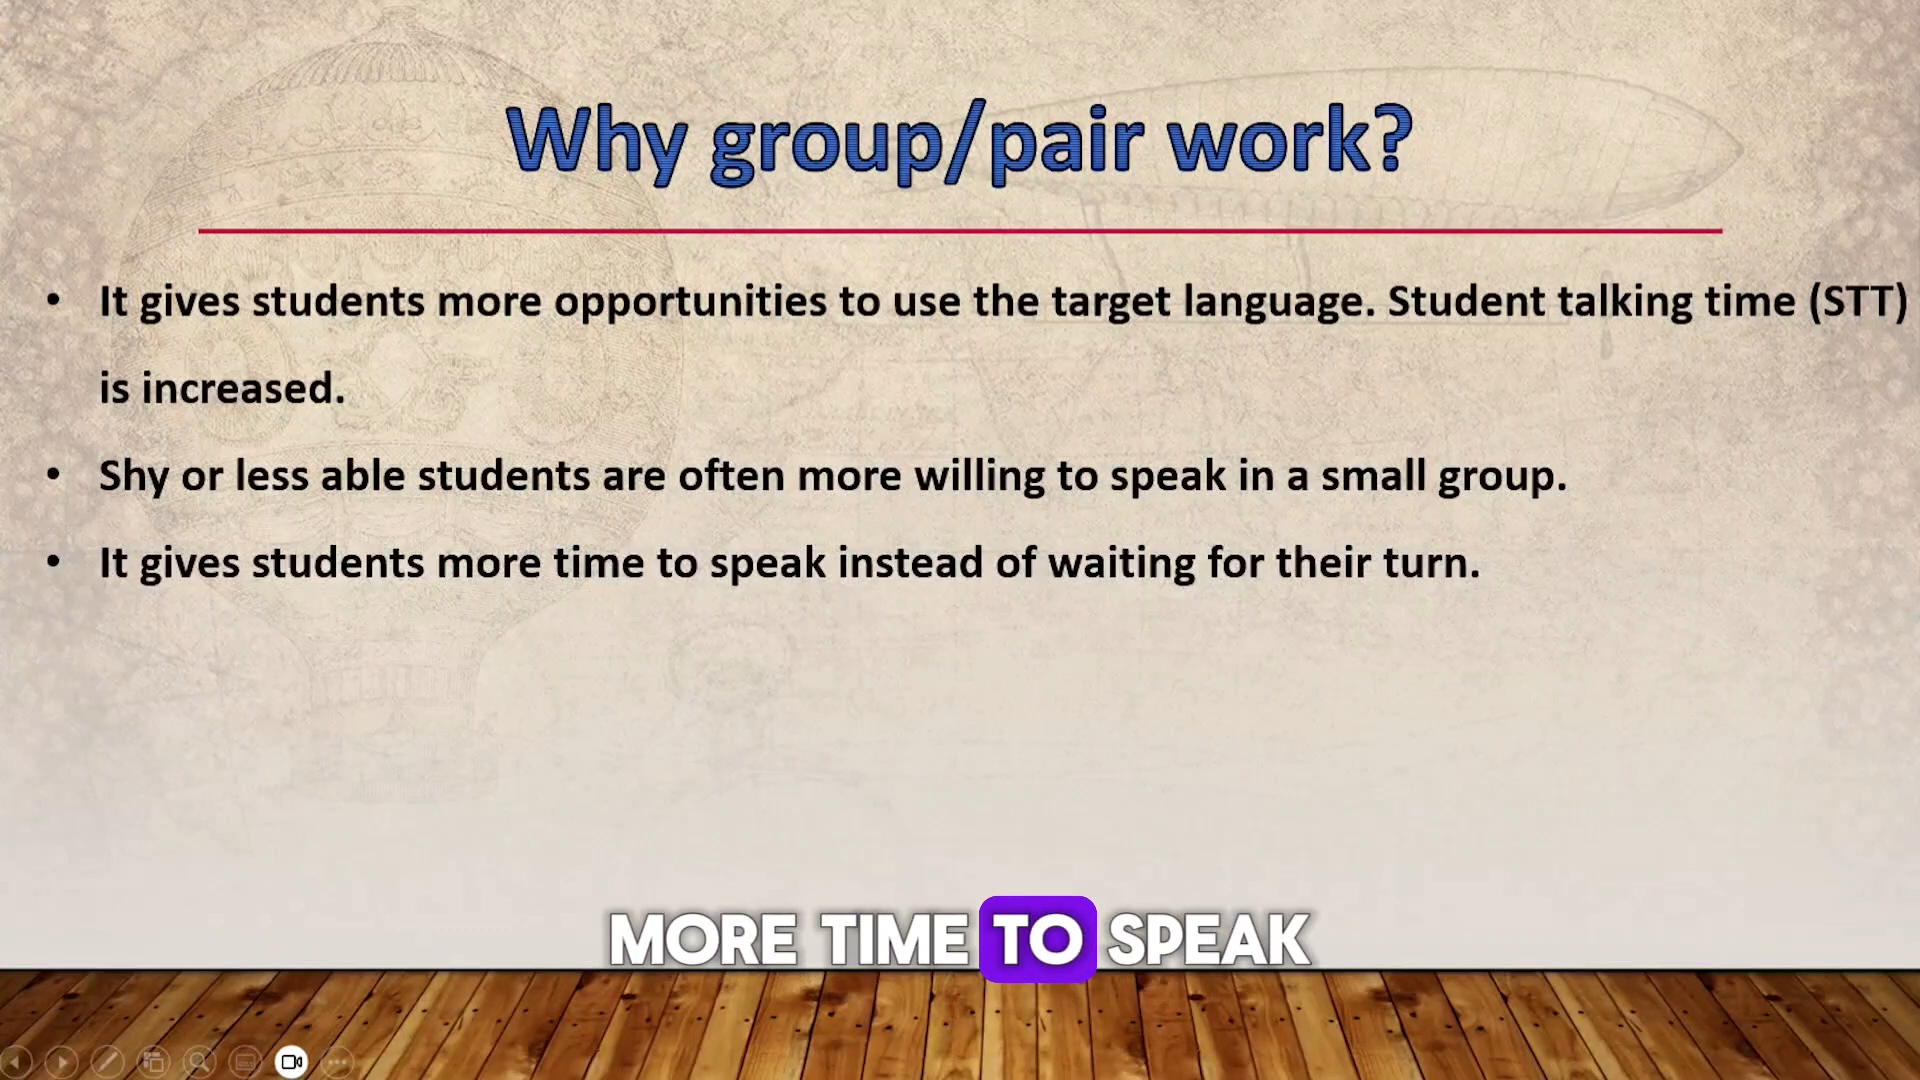 Why group/pair work?
• It gives students more opportunities to use the target language. Student talking time (STT)
is increased.
• Shy or less able students are often more willing to speak in a small group.
• It gives students more time to speak instead of waiting for their turn.
MORE TIME TO SPEAK